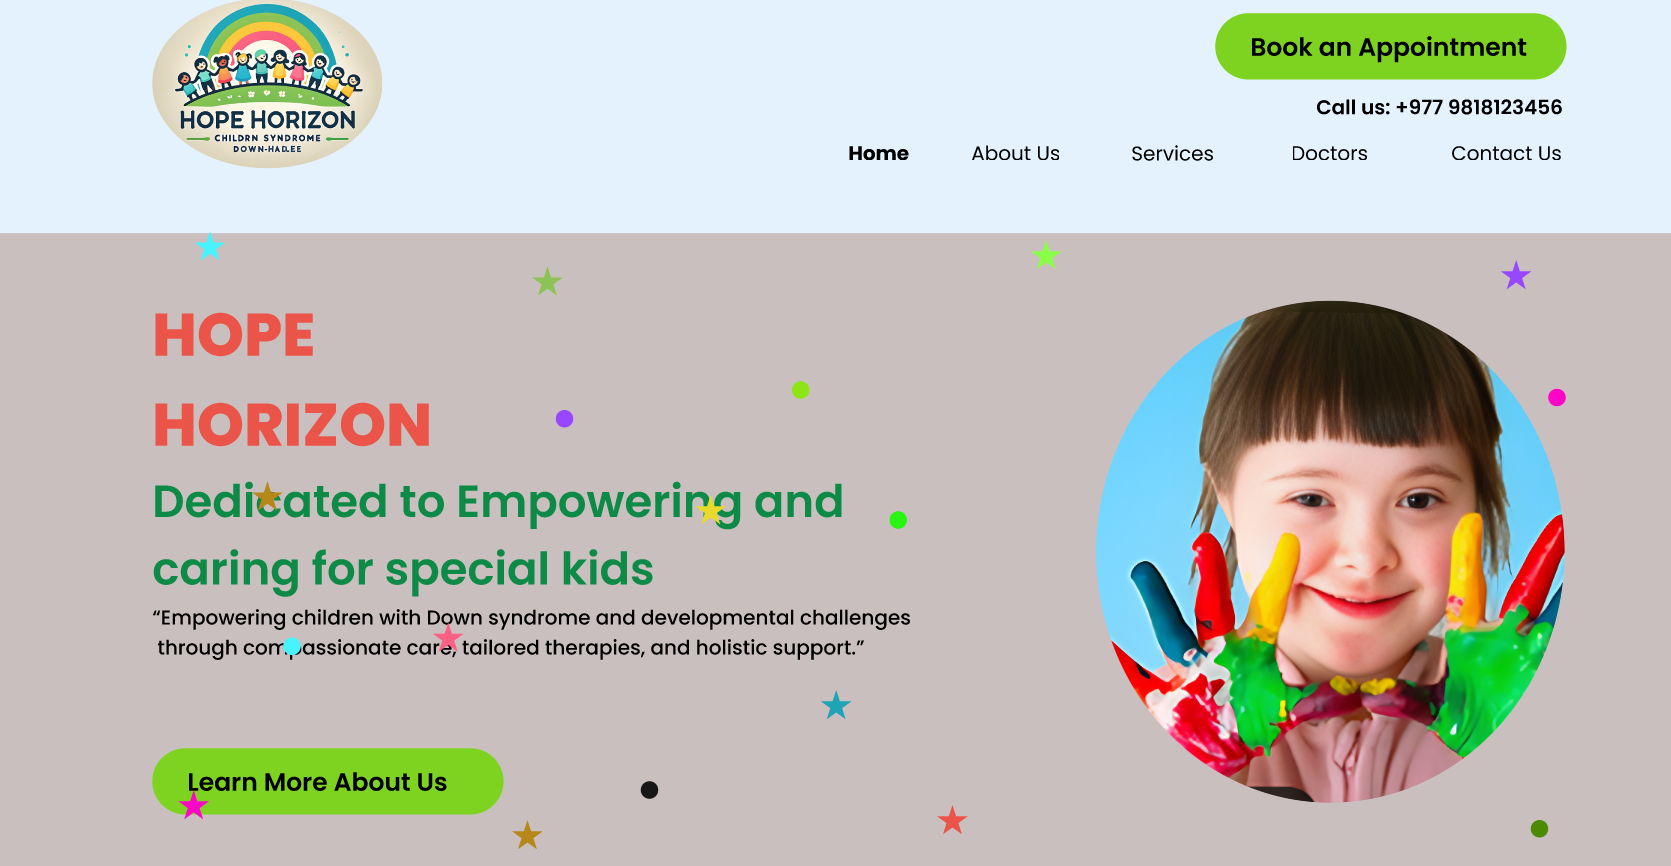 HOPE HORIZON
CHILDRN SYNDROME
Book an Appointment
Call us: +977 9818123456
Home About Us Services Doctors Contact Us
HOPE
HORIZON
Dedicated to Empowering and
caring for special kids
“Empowering children with Down syndrome and developmental challenges
through compassionate care, tailored therapies, and holistic support.”
Learn More About Us